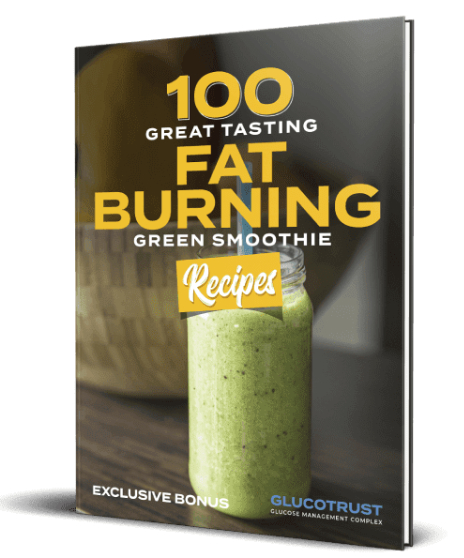 100
GREAT TASTING
FAT
BURNING
GREEN SMOOTHIE
Recipes
EXCLUSIVE BONUS
GLUCOTRUST
GLUCOSE MANAGEMENT COMPLEX